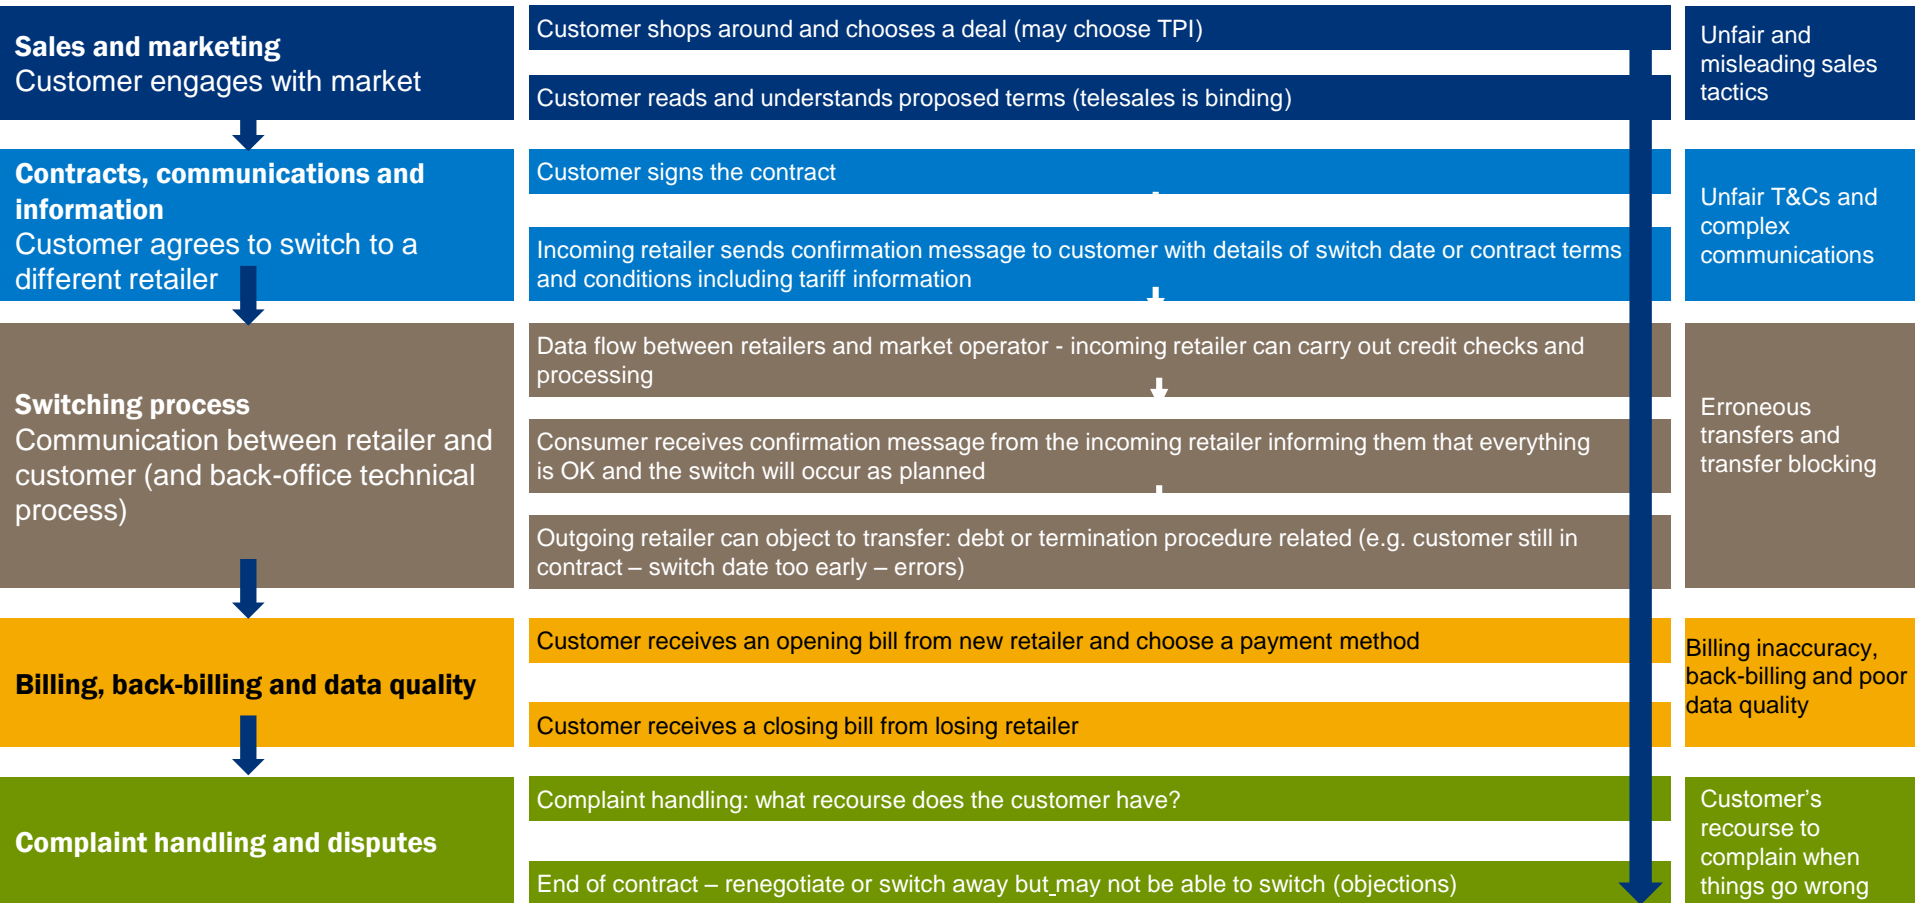 Sales and marketing
Customer engages with market
Customer shops around and chooses a deal (may choose TPI)
Customer reads and understands proposed terms (telesales is binding)
Unfair and
misleading sales
tactics
Contracts, communications and
information
Customer agrees to switch to a
different retailer
Customer signs the contract
Incoming retailer sends confirmation message to customer with details of switch date or contract terms
and conditions including tariff information
Unfair T&Cs and
complex
communications
Switching process
Communication between retailer and
customer (and back-office technical
process)
Data flow between retailers and market operator - incoming retailer can carry out credit checks and
processing
Consumer receives confirmation message from the incoming retailer informing them that everything
is OK and the switch will occur as planned
Outgoing retailer can object to transfer: debt or termination procedure related (e.g. customer still in
contract – switch date too early – errors)
Erroneous
transfers and
transfer blocking
Billing, back-billing and data quality
Customer receives an opening bill from new retailer and choose a payment method
Customer receives a closing bill from losing retailer
Billing inaccuracy,
back-billing and poor
data quality
Complaint handling and disputes
Complaint handling: what recourse does the customer have?
End of contract – renegotiate or switch away but may not be able to switch (objections)
Customer’s
recourse to
complain when
things go wrong